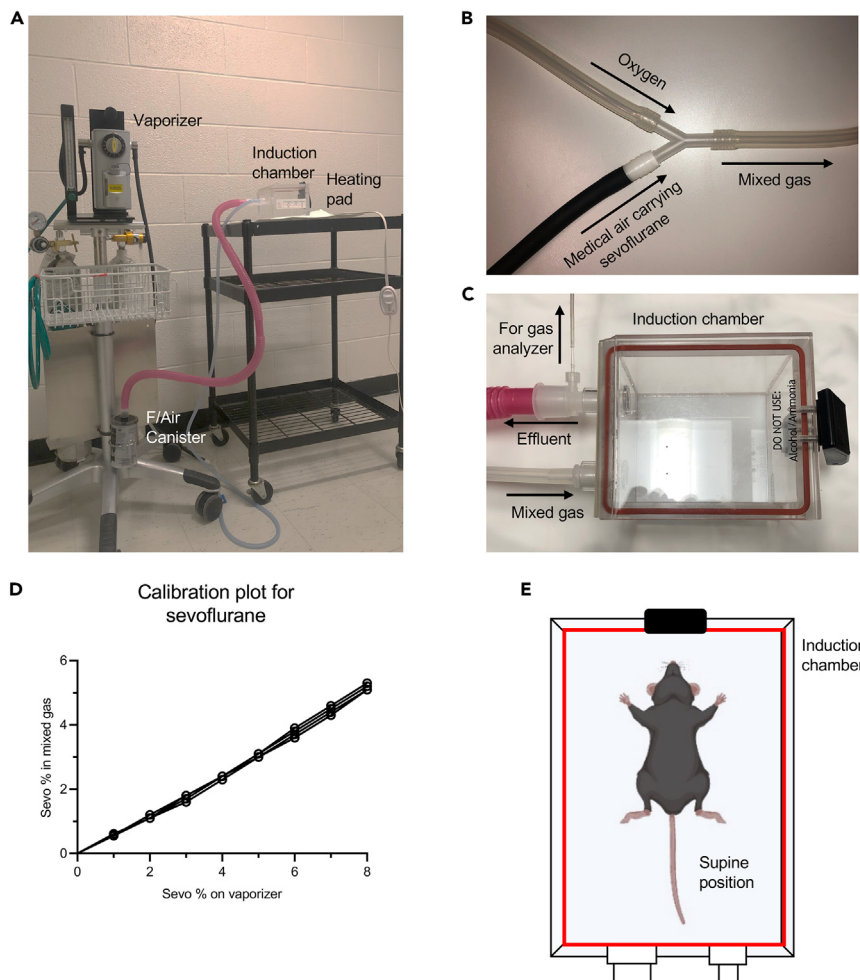 A
Vaporizer
Induction
chamber
Heating
pad
F/Air
Canister
B
Oxygen
Medical air carrying
sevoflurane
Mixed gas
C
Induction chamber
For gas
analyzer
Effluent
Mixed gas
DO NOT USE:
Alcohol/Ammonia
D
Calibration plot for
sevoflurane
Sevo % in mixed gas
6
4
2
0
0 2 4 6 8
Sevo % on vaporizer
E
Induction
chamber
Supine
position